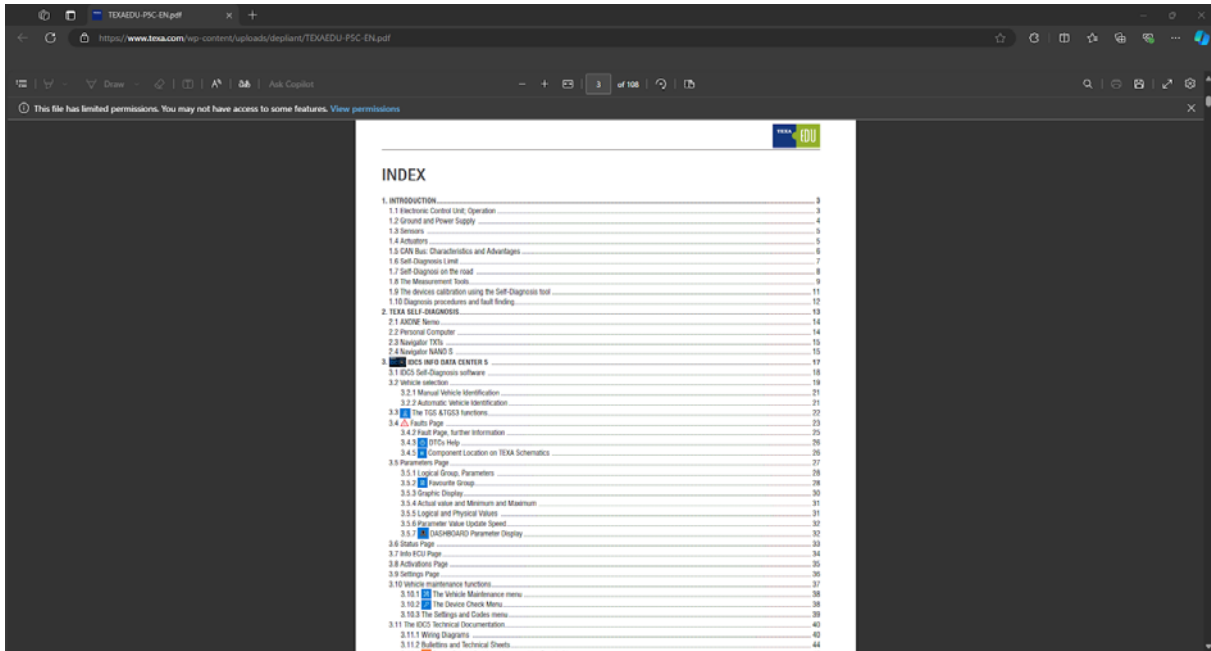 TEXAEDU-PSC-EN.pdf
https://www.texa.com/wp-content/uploads/depliant/TEXAEDU-PSC-EN.pdf
Draw
aあ
Ask Copilot
3 of 108
This file has limited permissions. You may not have access to some features. View permissions
TEXA EDU
INDEX
1. INTRODUCTION 3
1.1 Electronic Control Unit; Operation 3
1.2 Ground and Power Supply 4
1.3 Sensors 5
1.4 Actuators 5
1.5 CAN Bus: Characteristics and Advantages 6
1.6 Self-Diagnosis Limit 7
1.7 Self-Diagnosi on the road 8
1.8 The Measurement Tools 9
1.9 The devices calibration using the Self-Diagnosis tool 11
1.10 Diagnosis procedures and fault finding 12
2. TEXA SELF-DIAGNOSIS 13
2.1 AXONE Nemo 14
2.2 Personal Computer 14
2.3 Navigator TXTs 15
2.4 Navigator NANO S 15
3. IDC5 INFO DATA CENTER 5 17
3.1 IDC5 Self-Diagnosis software 18
3.2 Vehicle selection 19
3.2.1 Manual Vehicle Identification 21
3.2.2 Automatic Vehicle Identification 21
3.3 The TGS &TGS3 functions 22
3.4 Faults Page 23
3.4.2 Fault Page, further Information 25
3.4.3 DTCs Help 26
3.4.5 Component Location on TEXA Schematics 26
3.5 Parameters Page 27
3.5.1 Logical Group, Parameters 28
3.5.2 Favourite Group 28
3.5.3 Graphic Display 30
3.5.4 Actual value and Minimum and Maximum 31
3.5.5 Logical and Physical Values 31
3.5.6 Parameter Value Update Speed 32
3.5.7 DASHBOARD Parameter Display 32
3.6 Status Page 33
3.7 Info ECU Page 34
3.8 Activations Page 35
3.9 Settings Page 36
3.10 Vehicle maintenance functions 37
3.10.1 The Vehicle Maintenance menu 38
3.10.2 The Device Check Menu 38
3.10.3 The Settings and Codes menu 39
3.11 The IDC5 Technical Documentation 40
3.11.1 Wiring Diagrams 40
3.11.2 Bulletins and Technical Sheets 44